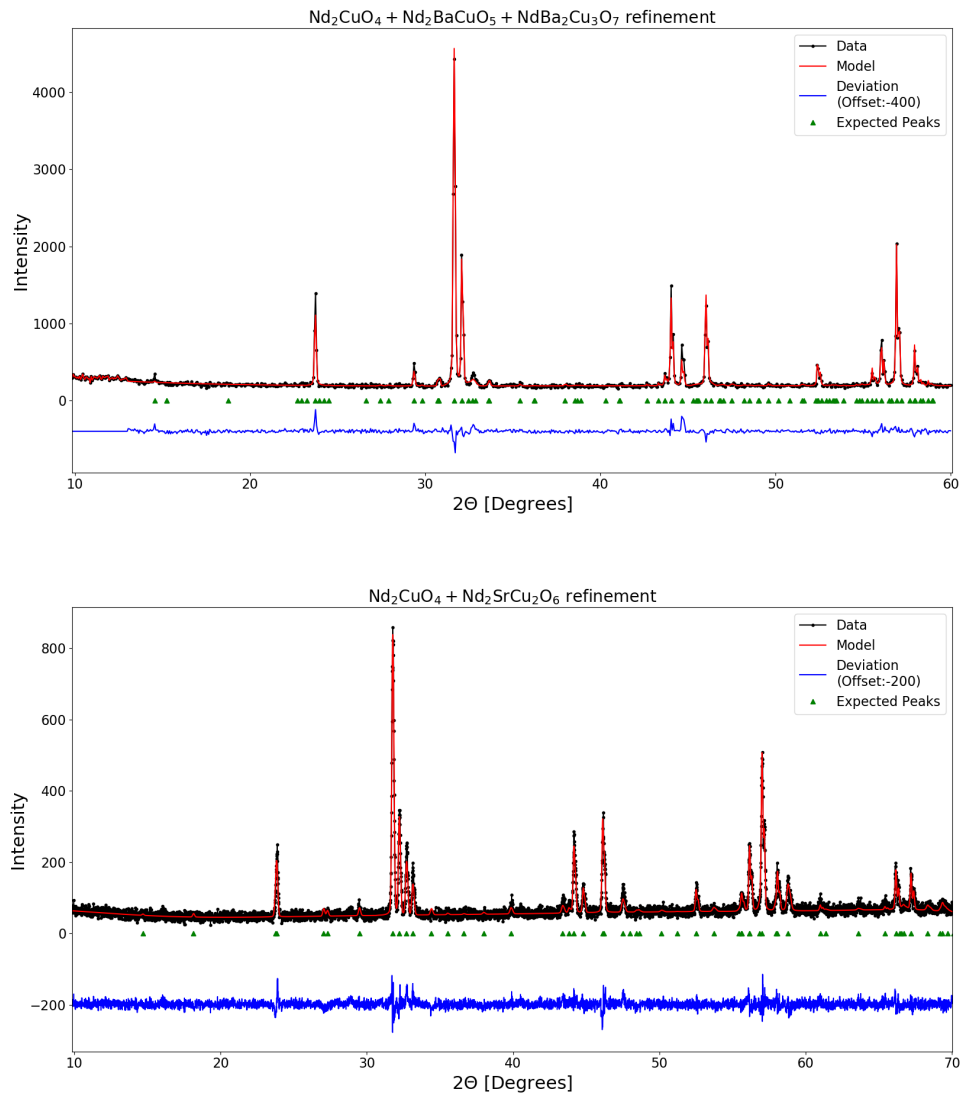 Nd₂CuO₄ + Nd₂BaCuO₅ + NdBa₂Cu₃O₇ refinement
Data
Model
Deviation
(Offset:-400)
Expected Peaks
Intensity
4000
3000
2000
1000
0
10 20 30 40 50 60
2Θ [Degrees]
Nd₂CuO₄ + Nd₂SrCu₂O₆ refinement
Data
Model
Deviation
(Offset:-200)
Expected Peaks
Intensity
800
600
400
200
0
−200
10 20 30 40 50 60 70
2Θ [Degrees]